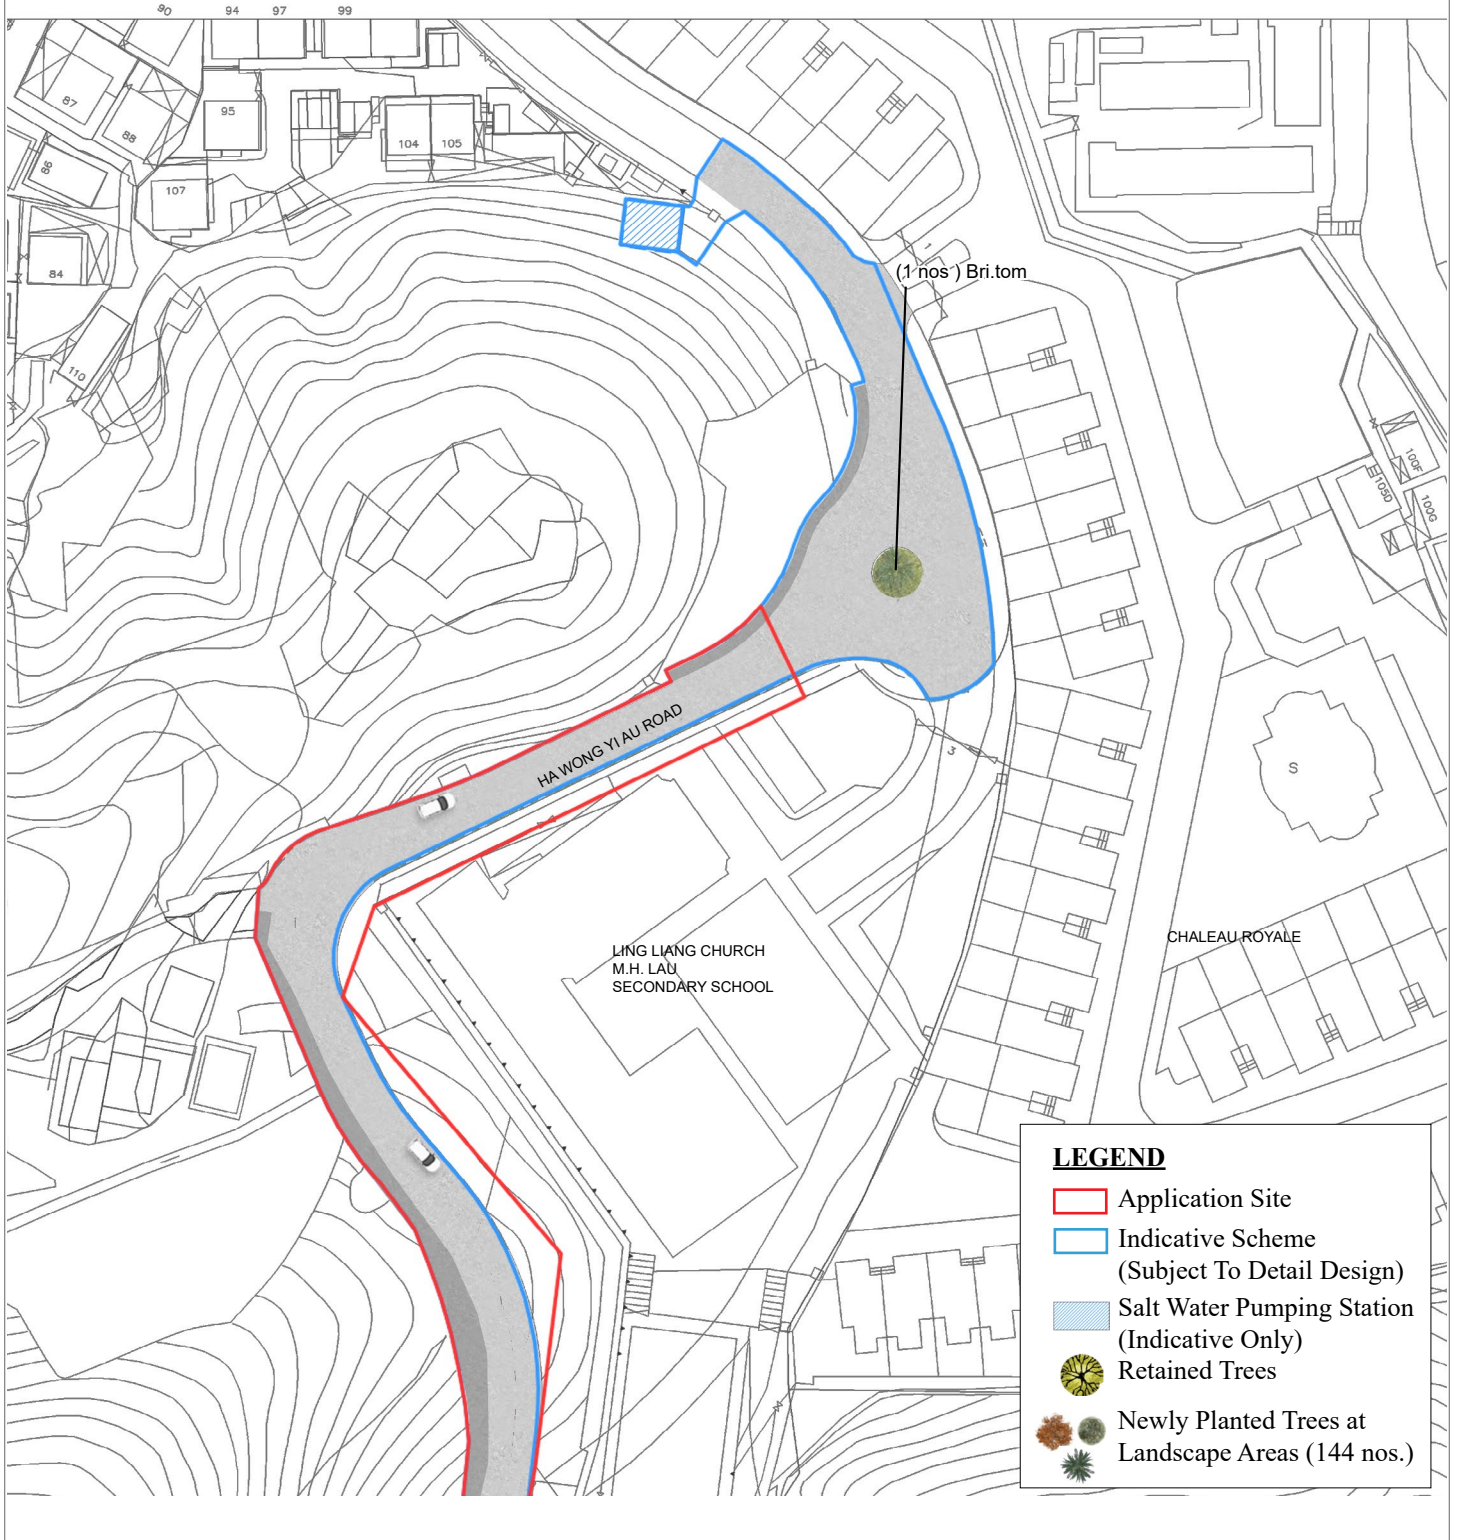 90
94
97
99
87
88
95
104
105
86
107
84
110
1
(1 nos ) Bri.tom
100F
105D
100G
HA WONG YI AU ROAD
3
S
LING LIANG CHURCH
M.H. LAU
SECONDARY SCHOOL
CHALEAU ROYALE
LEGEND
Application Site
Indicative Scheme
(Subject To Detail Design)
Salt Water Pumping Station
(Indicative Only)
Retained Trees
Newly Planted Trees at
Landscape Areas (144 nos.)